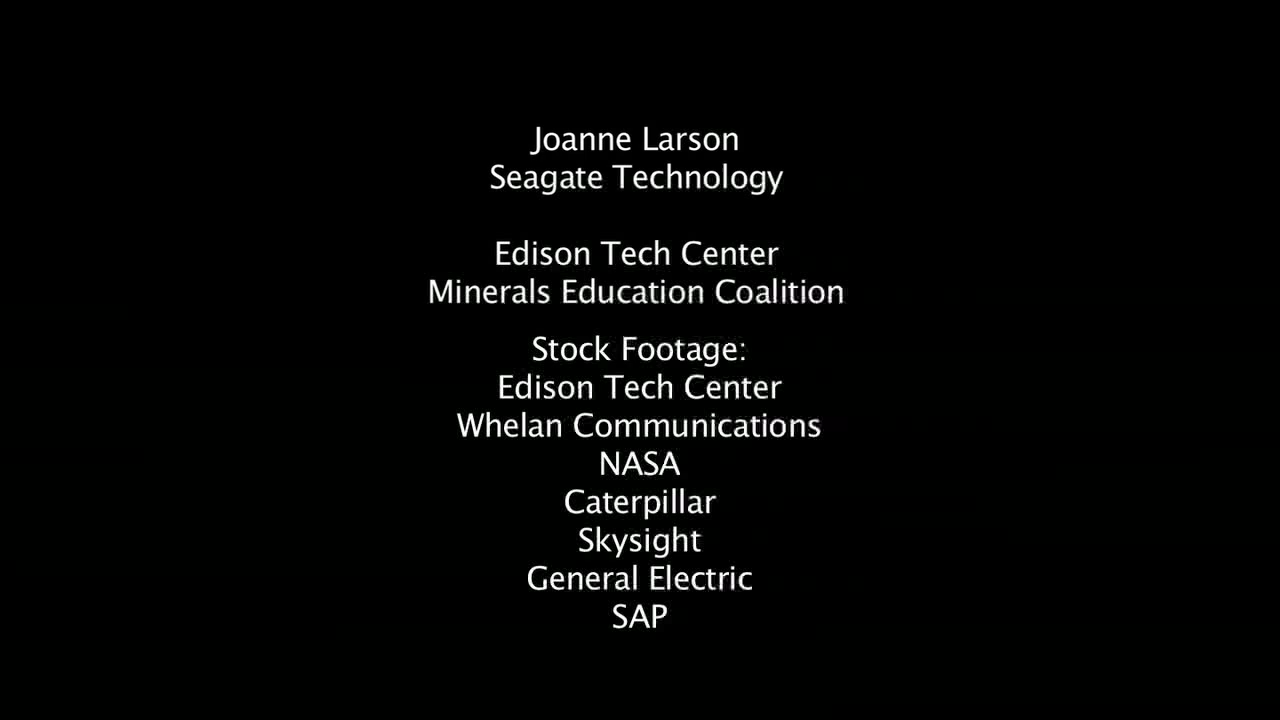 Joanne Larson
Seagate Technology
Edison Tech Center
Minerals Education Coalition
Stock Footage:
Edison Tech Center
Whelan Communications
NASA
Caterpillar
Skysight
General Electric
SAP